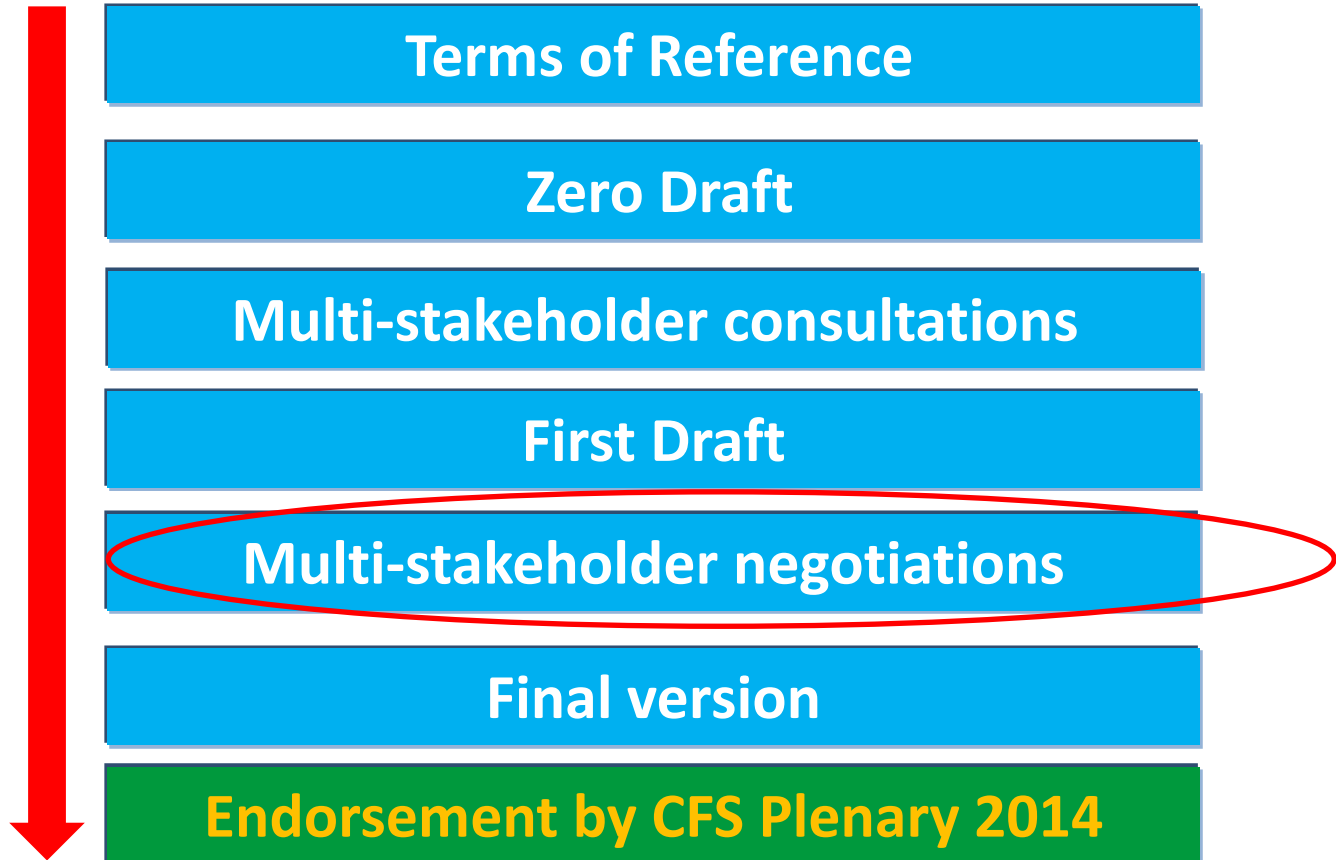 Terms of Reference
Zero Draft
Multi-stakeholder consultations
First Draft
Multi-stakeholder negotiations
Final version
Endorsement by CFS Plenary 2014